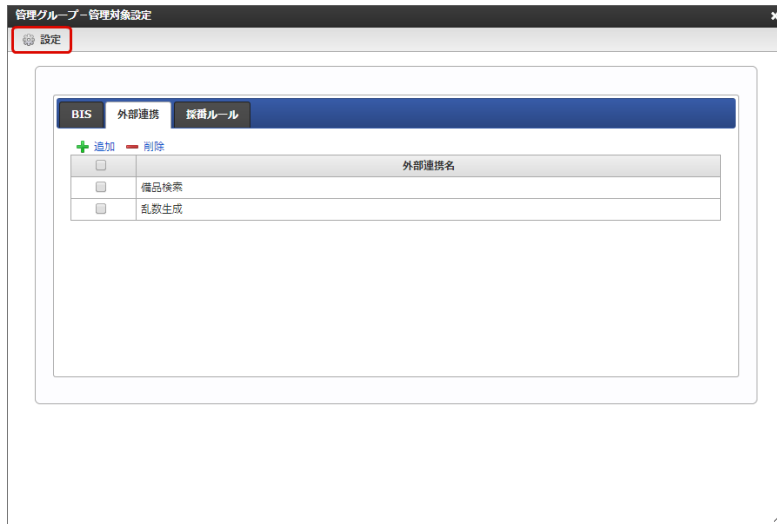 管理グループ－管理対象設定
設定
BIS 外部連携 採番ルール
追加 削除
外部連携名
備品検索
乱数生成